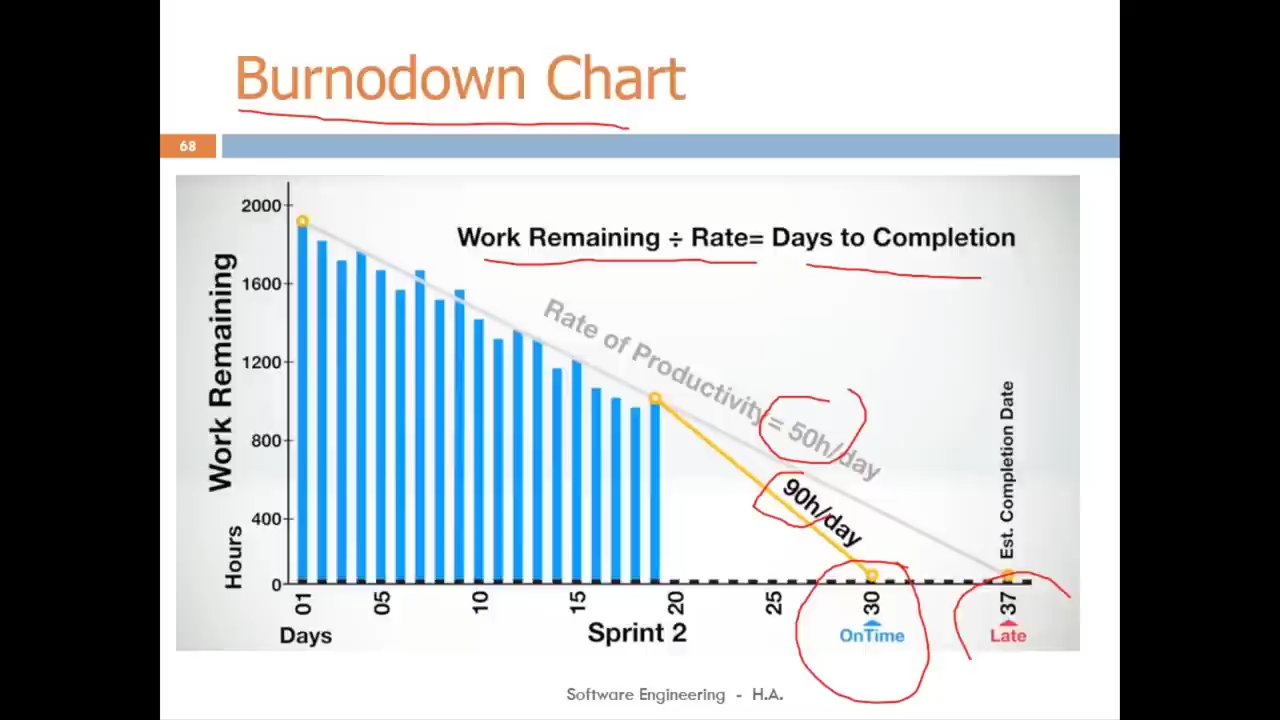 Burnodown Chart
68
Work Remaining ÷ Rate= Days to Completion
2000
1600
1200
800
400
0
Work Remaining
Hours
Rate of Productivity= 50h/day
90h/day
Est. Completion Date
01 05 10 15 20 25 30 37
Days Sprint 2 OnTime Late
Software Engineering - H.A.